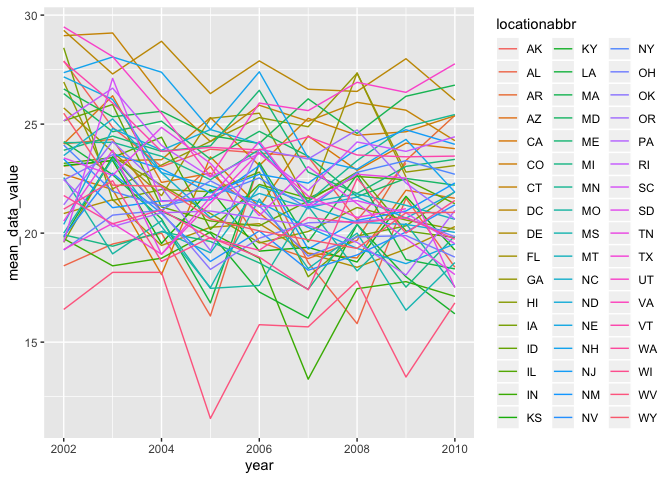 locationabbr
30
25
20
15
mean_data_value
2002
2004
2006
2008
2010
year
AK KY NY
AL LA OH
AR MA OK
AZ MD OR
CA ME PA
CO MI RI
CT MN SC
DC MO SD
DE MS TN
FL MT TX
GA NC UT
HI ND VA
IA NE VT
ID NH WA
IL NJ WI
IN NM WV
KS NV WY